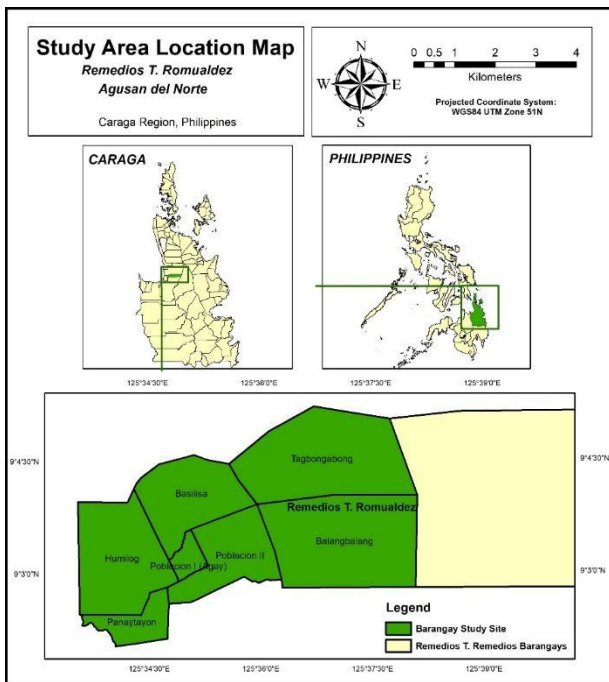 Study Area Location Map
Remedios T. Romualdez
Agusan del Norte
Caraga Region, Philippines
N
W E
S
0 0.5 1 2 3 4
Kilometers
Projected Coordinate System:
WGS84 UTM Zone 51N
CARAGA
PHILIPPINES
125°34'30"E 125°36'0"E 125°37'30"E 125°39'0"E
9°4'30"N 9°4'30"N
9°3'0"N 9°3'0"N
Tagbongabong
Basilisa
Remedios T. Romualdez
Balangbalang
Poblacion II
Humilog
Poblacion I (Agay)
Panaytayon
Legend
Barangay Study Site
Remedios T. Remedios Barangays
125°34'30"E 125°36'0"E 125°37'30"E 125°39'0"E